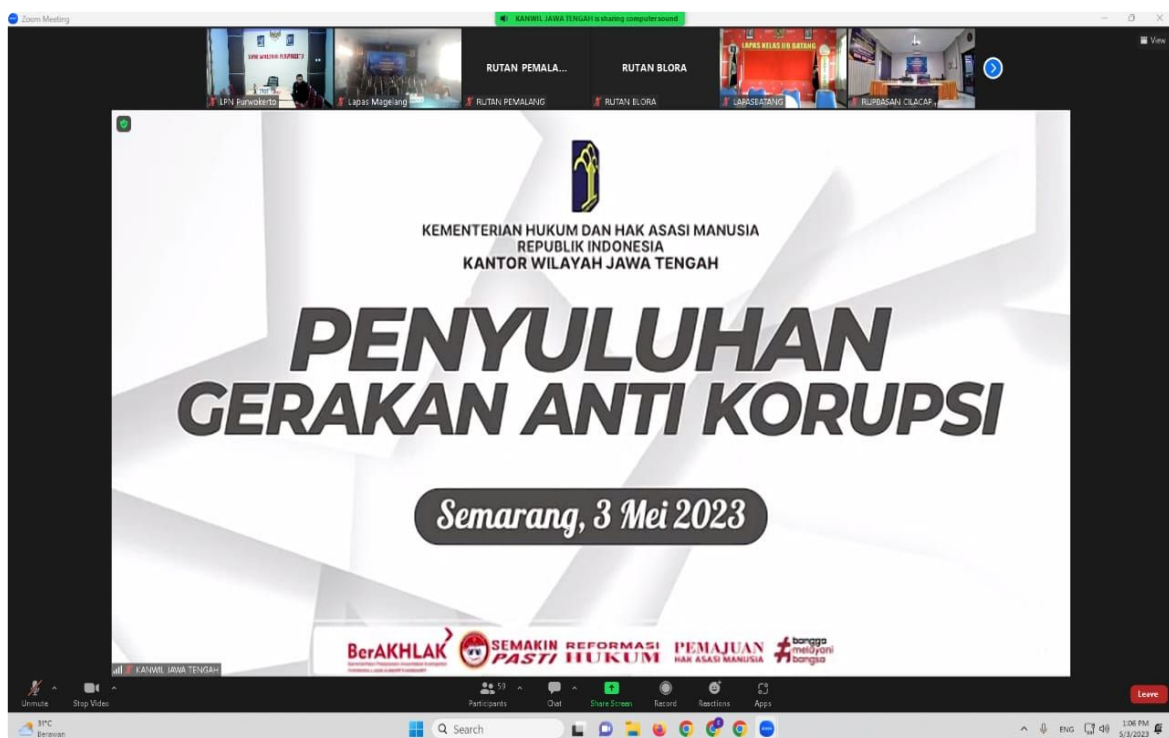 Zoom Meeting
KANWIL JAWA TENGAH is sharing computer sound
View
LPN Purwokerto
Lapas Magelang
RUTAN PEMALA...
RUTAN PEMALANG
RUTAN BLORA
RUTAN BLORA
LAPAS KELAS IIB BATANG
LAPASBATANG
RUPBASAN CILACAP
KEMENTERIAN HUKUM DAN HAK ASASI MANUSIA
REPUBLIK INDONESIA
KANTOR WILAYAH JAWA TENGAH
PENYULUHAN
GERAKAN ANTI KORUPSI
Semarang, 3 Mei 2023
BerAKHLAK
SEMAKIN
PASTI
REFORMASI
HUKUM
PEMAJUAN
HAK ASASI MANUSIA
#bangga
melayani
bangsa
KANWIL JAWA TENGAH
Unmute
Stop Video
59
Participants
Chat
Share Screen
Record
Reactions
Apps
Leave
31°C
Berawan
Search
ENG
1:06 PM
5/3/2023